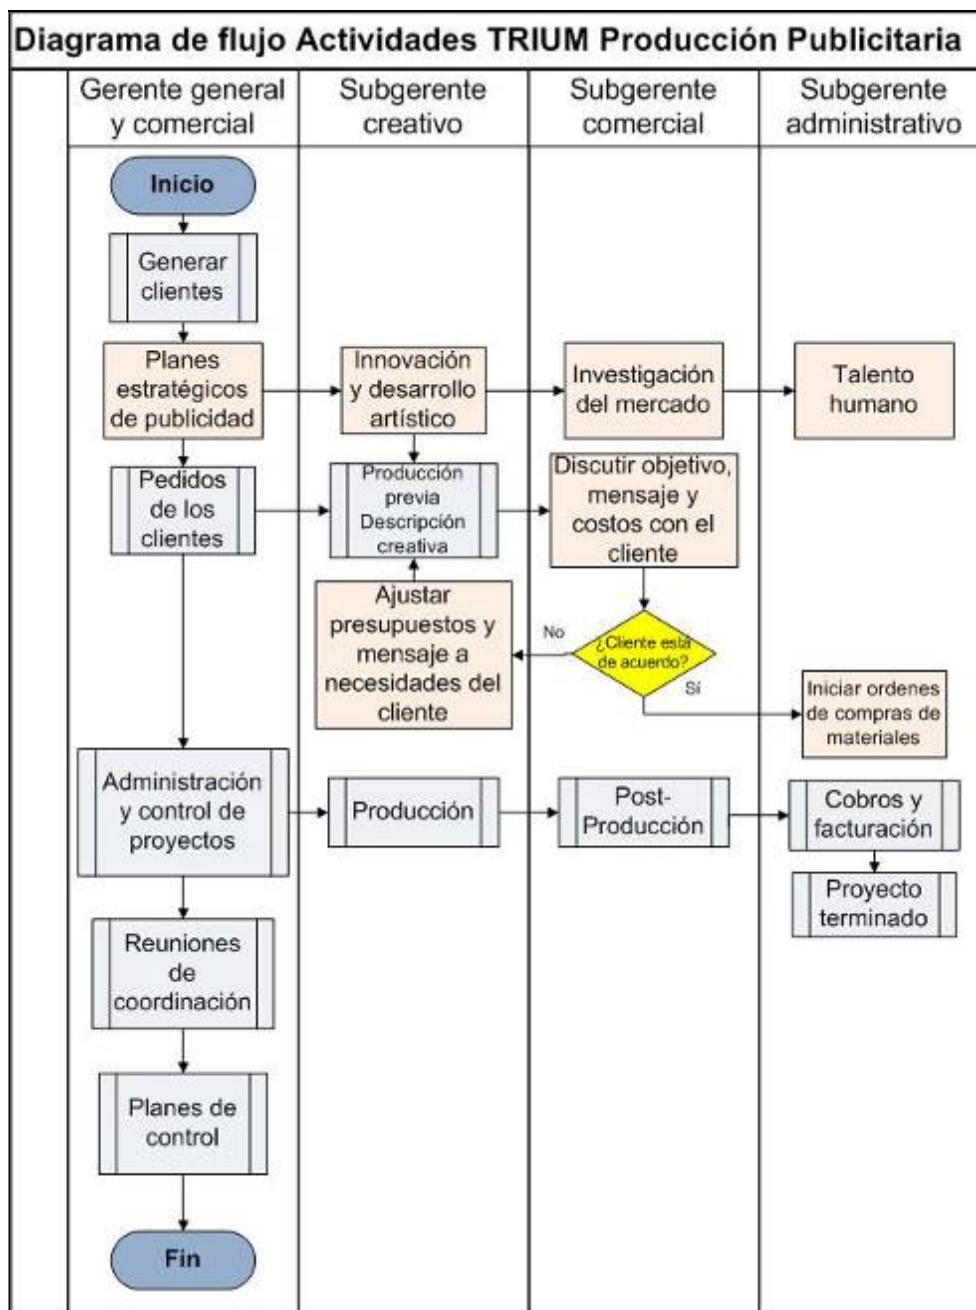 Diagrama de flujo Actividades TRIUM Producción Publicitaria
Gerente general
y comercial
Subgerente
creativo
Subgerente
comercial
Subgerente
administrativo
Inicio
Generar
clientes
Planes
estratégicos
de publicidad
Innovación
y desarrollo
artístico
Investigación
del mercado
Talento
humano
Pedidos
de los
clientes
Producción
previa
Descripción
creativa
Discutir objetivo,
mensaje y
costos con el
cliente
Ajustar
presupuestos y
mensaje a
necesidades del
cliente
No
¿Cliente está
de acuerdo?
Sí
Iniciar ordenes
de compras de
materiales
Administración
y control de
proyectos
Producción
Post-
Producción
Cobros y
facturación
Proyecto
terminado
Reuniones
de
coordinación
Planes de
control
Fin